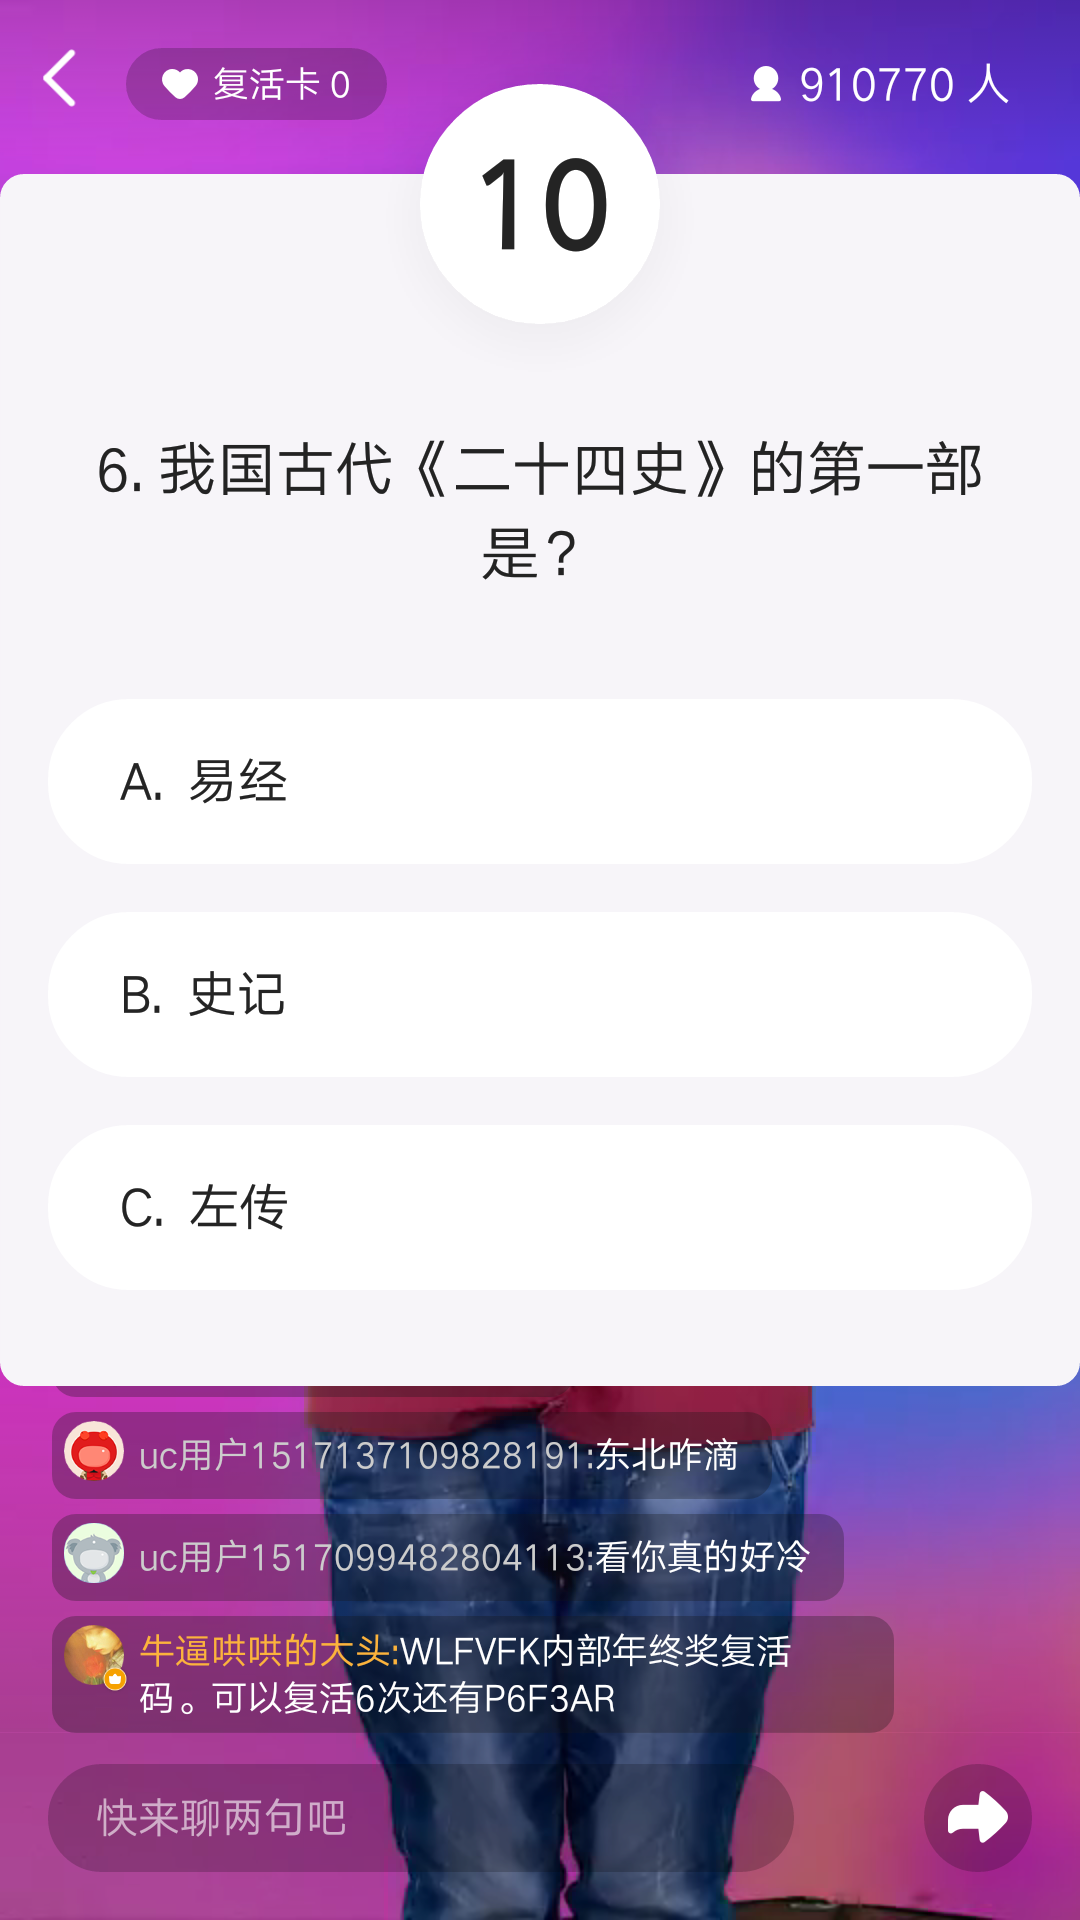 复活卡 0
910770 人
10
6. 我国古代《二十四史》的第一部
是?
A. 易经
B. 史记
C. 左传
uc用户1517137109828191:东北咋滴
uc用户1517099482804113:看你真的好冷
牛逼哄哄的大头:WLFVFK内部年终奖复活
码。可以复活6次还有P6F3AR
快来聊两句吧